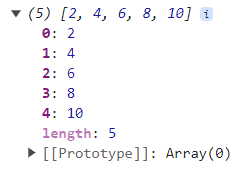 ▼ (5) [2, 4, 6, 8, 10] i
0: 2
1: 4
2: 6
3: 8
4: 10
length: 5
▶ [[Prototype]]: Array(0)